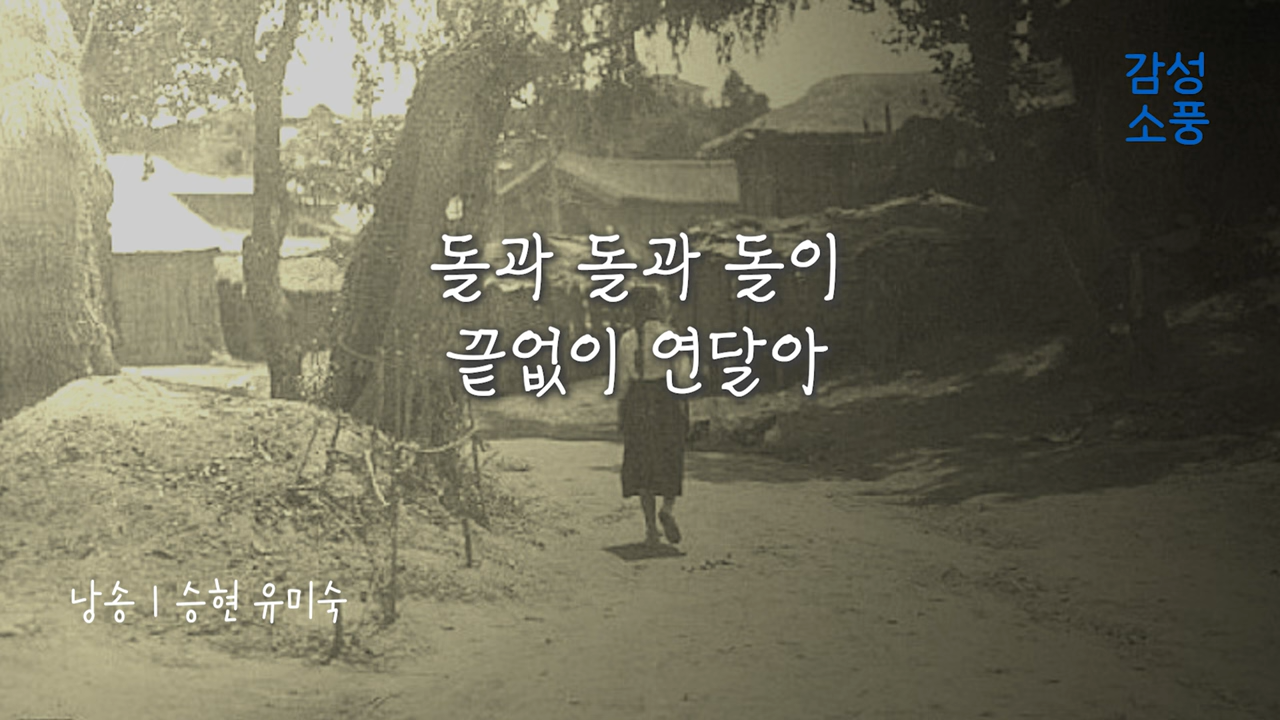 감성
소풍
돌과 돌과 돌이
끝없이 연달아
낭송 | 승현 유미숙